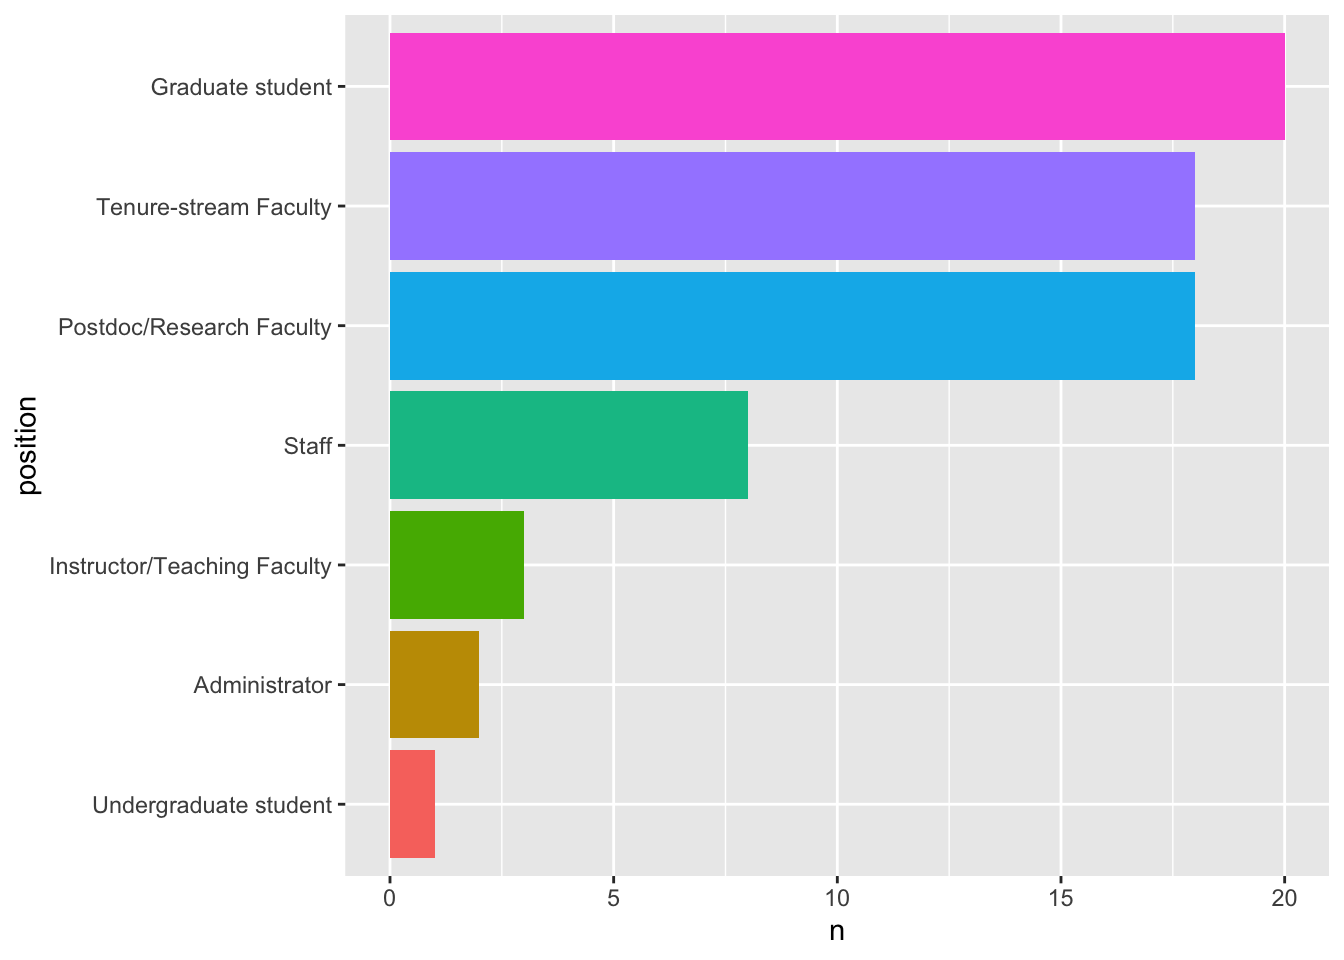 Graduate student
Tenure-stream Faculty
Postdoc/Research Faculty
Staff
Instructor/Teaching Faculty
Administrator
Undergraduate student
position
0 5 10 15 20
n